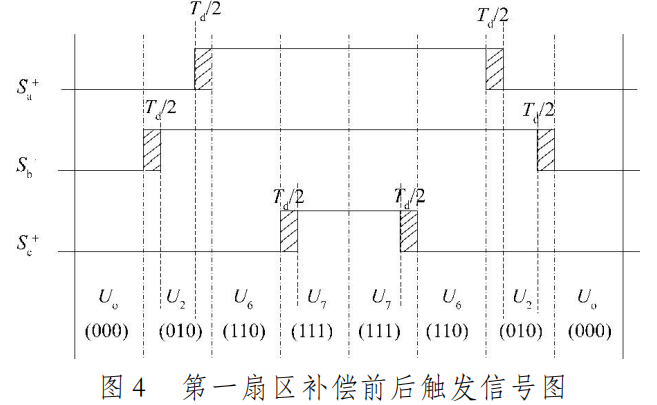 T_d/2
T_d/2
S_a^+
T_d/2
T_d/2
S_b
T_d/2
T_d/2
S_c^+
U_0 U_2 U_6 U_7 U_7 U_6 U_2 U_0
(000) (010) (110) (111) (111) (110) (010) (000)
图 4 第一扇区补偿前后触发信号图